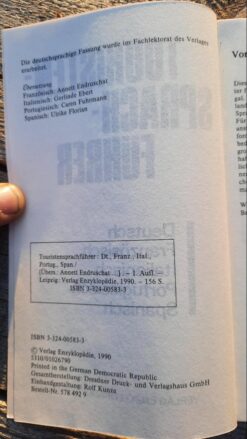 Die deutschsprachige Fassung wurde im Fachlektorat des Verlages
erarbeitet.
Übersetzung
Französisch: Annett Endruschat
Italienisch: Gerlinde Ebert
Portugiesisch: Caren Fuhrmann
Spanisch: Ulrike Florian
Touristensprachführer : Dt., Franz., Ital.,
Portug., Span./
[Übers.: Annett Endruschat ...] . – 1. Aufl.
Leipzig: Verlag Enzyklopädie, 1990. – 156 S.
ISBN 3-324-00583-3
ISBN 3-324-00583-3
© Verlag Enzyklopädie, 1990
5310/01026790
Printed in the German Democratic Republic
Gesamtherstellung: Dresdner Druck- und Verlagshaus GmbH
Einbandgestaltung: Rolf Kunze
Bestell-Nr. 578 492 9